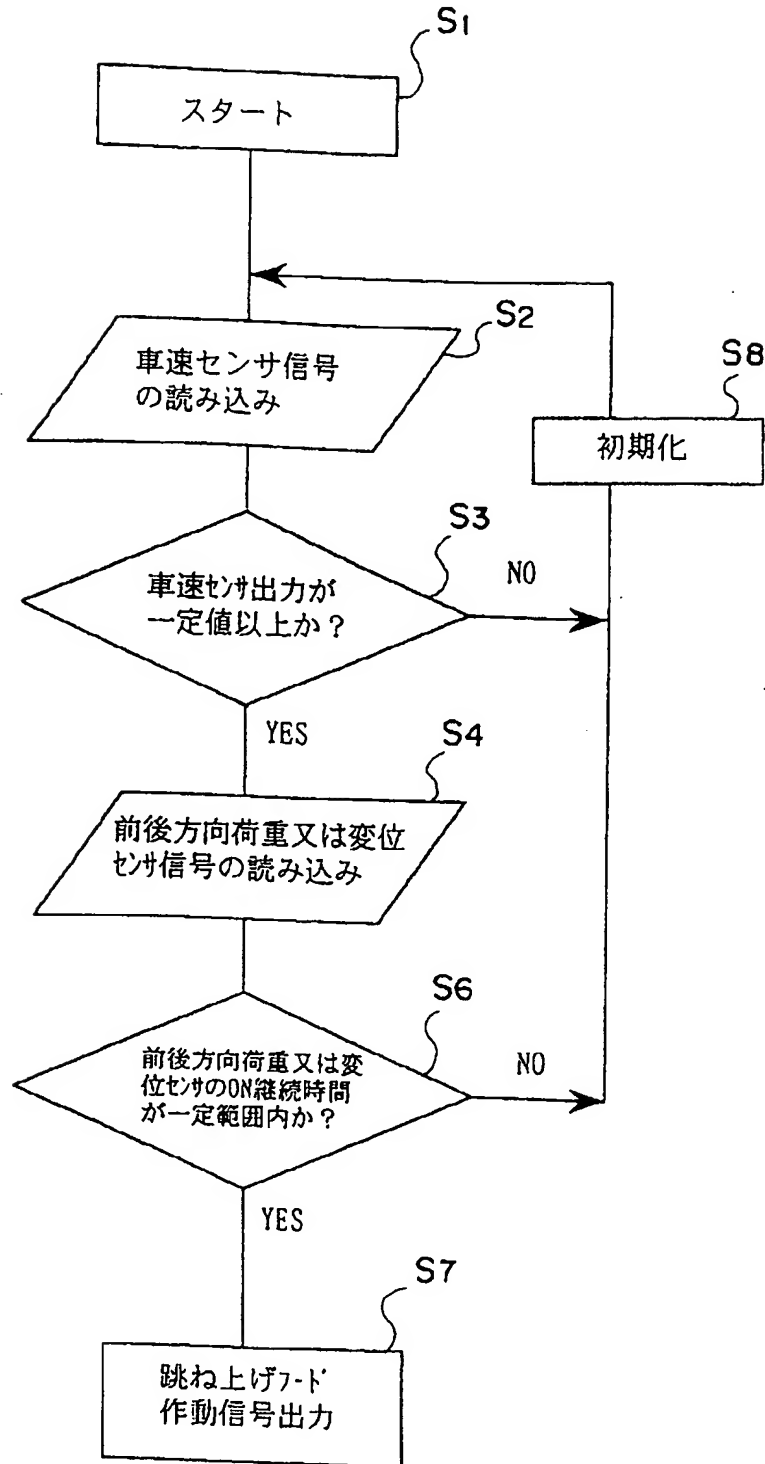 S1
スタート
S2
車速センサ信号
の読み込み
S8
初期化
S3
車速ｾﾝｻ出力が
一定値以上か？
NO
YES
S4
前後方向荷重又は変位
ｾﾝｻ信号の読み込み
S6
前後方向荷重又は変
位ｾﾝｻのON継続時間
が一定範囲内か？
NO
YES
S7
跳ね上げﾌｰﾄﾞ
作動信号出力